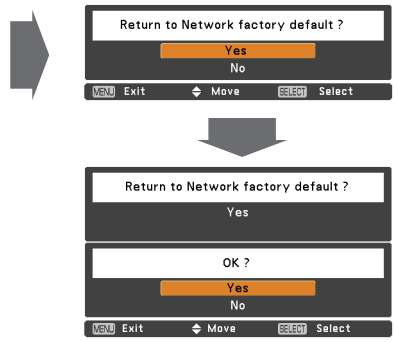 Return to Network factory default ?
Yes
No
MENU Exit Move SELECT Select
Return to Network factory default ?
Yes
OK ?
Yes
No
MENU Exit Move SELECT Select